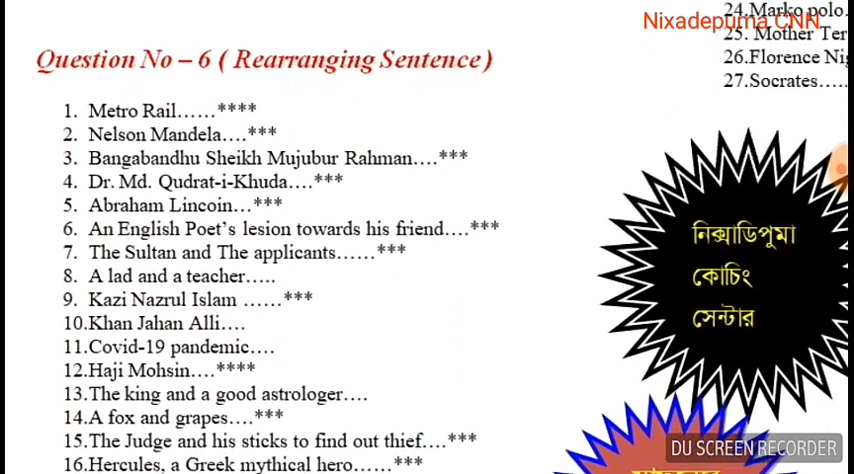 24.Marko polo.
Nixadepuma CNN
25. Mother Ter
26.Florence Nig
27.Socrates.....
Question No – 6 ( Rearranging Sentence )
1. Metro Rail......****
2. Nelson Mandela....***
3. Bangabandhu Sheikh Mujubur Rahman....***
4. Dr. Md. Qudrat-i-Khuda....***
5. Abraham Lincoin...***
6. An English Poet’s lesion towards his friend....***
7. The Sultan and The applicants......***
8. A lad and a teacher.....
9. Kazi Nazrul Islam ......***
10.Khan Jahan Alli....
11.Covid-19 pandemic....
12.Haji Mohsin....****
13.The king and a good astrologer....
14.A fox and grapes....***
15.The Judge and his sticks to find out thief....***
16.Hercules, a Greek mythical hero......***
নিক্সাডিপুমা
কোচিং
সেন্টার
DU SCREEN RECORDER